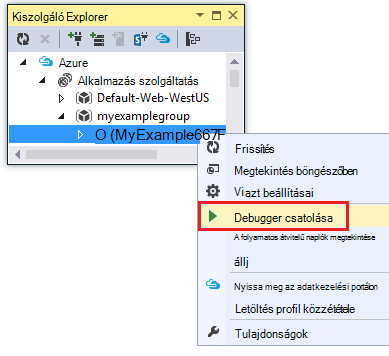 Kiszolgáló Explorer
Azure
Alkalmazás szolgáltatás
Default-Web-WestUS
myexamplegroup
O (MyExample667F
Frissítés
Megtekintés böngészőben
Viazt beállításai
Debugger csatolása
A folyamatos átvitelű naplók megtekintése
állj
Nyissa meg az adatkezelési portálon
Letöltés profil közzététele
Tulajdonságok